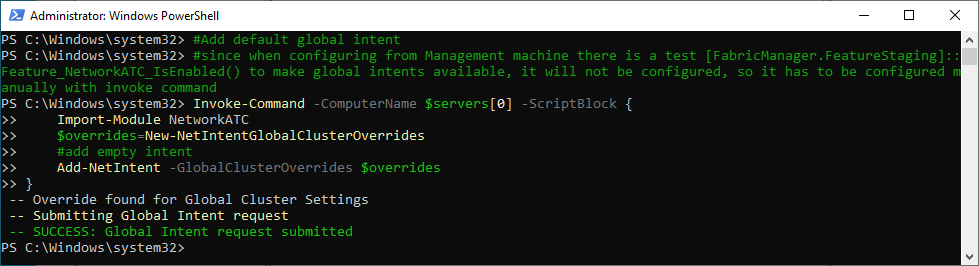 Administrator: Windows PowerShell
PS C:\Windows\system32> #Add default global intent
PS C:\Windows\system32> #since when configuring from Management machine there is a test [FabricManager.FeatureStaging]::
Feature_NetworkATC_IsEnabled() to make global intents available, it will not be configured, so it has to be configured m
anually with invoke command
PS C:\Windows\system32> Invoke-Command -ComputerName $servers[0] -ScriptBlock {
>>     Import-Module NetworkATC
>>     $overrides=New-NetIntentGlobalClusterOverrides
>>     #add empty intent
>>     Add-NetIntent -GlobalClusterOverrides $overrides
>> }
 -- Override found for Global Cluster Settings
 -- Submitting Global Intent request
 -- SUCCESS: Global Intent request submitted
PS C:\Windows\system32>